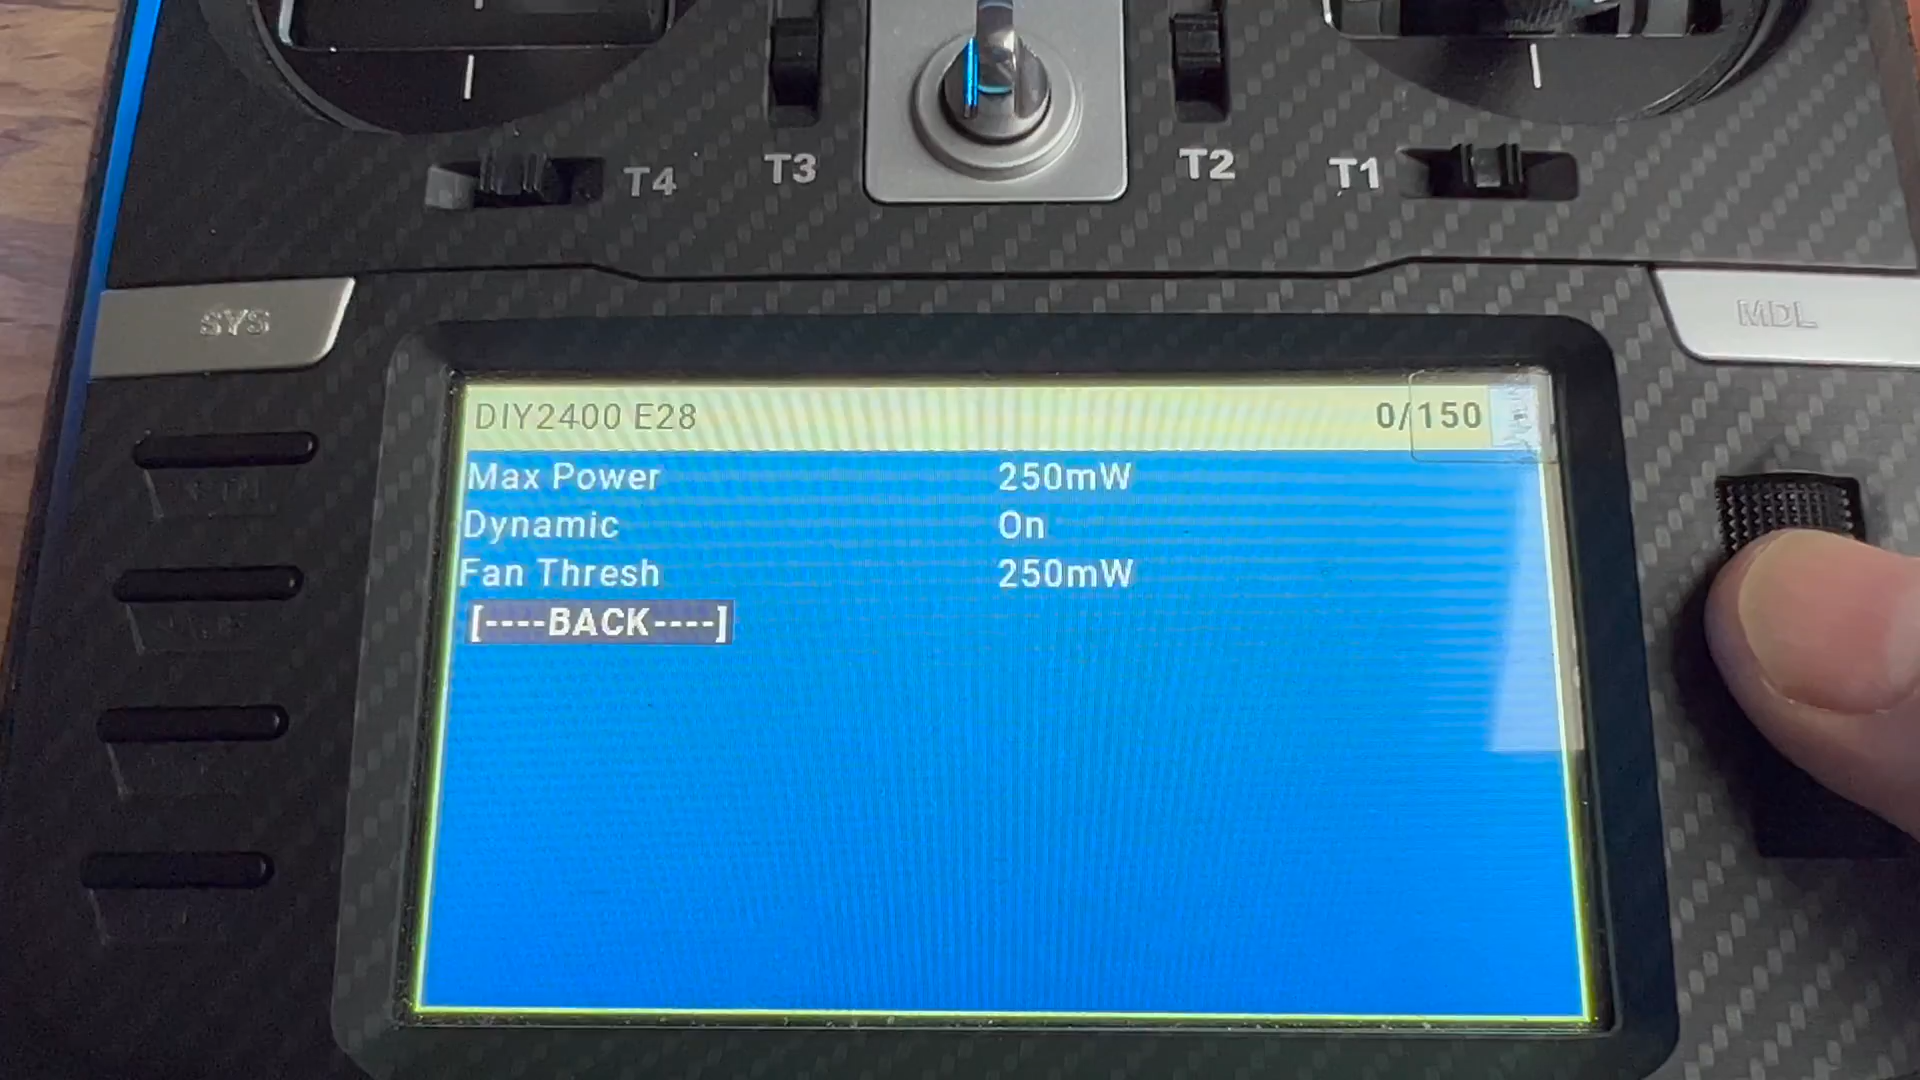 T4
T3
T2
T1
SYS
MDL
DIY2400 E28 0/150
Max Power 250mW
Dynamic On
Fan Thresh 250mW
[----BACK----]